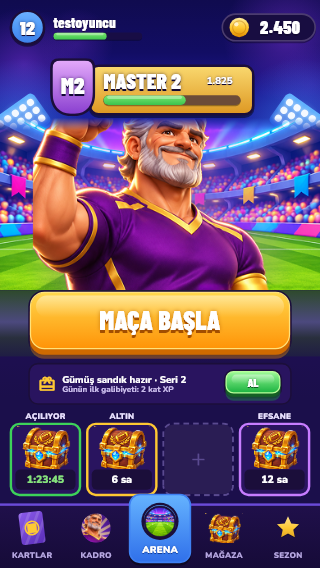 12
testoyuncu
2.450
M2
MASTER 2
1.825
MAÇA BAŞLA
Gümüş sandık hazır · Seri 2
Günün ilk galibiyeti: 2 kat XP
AL
AÇILIYOR
ALTIN
EFSANE
1:23:45
6 sa
+
12 sa
KARTLAR
KADRO
ARENA
MAĞAZA
SEZON